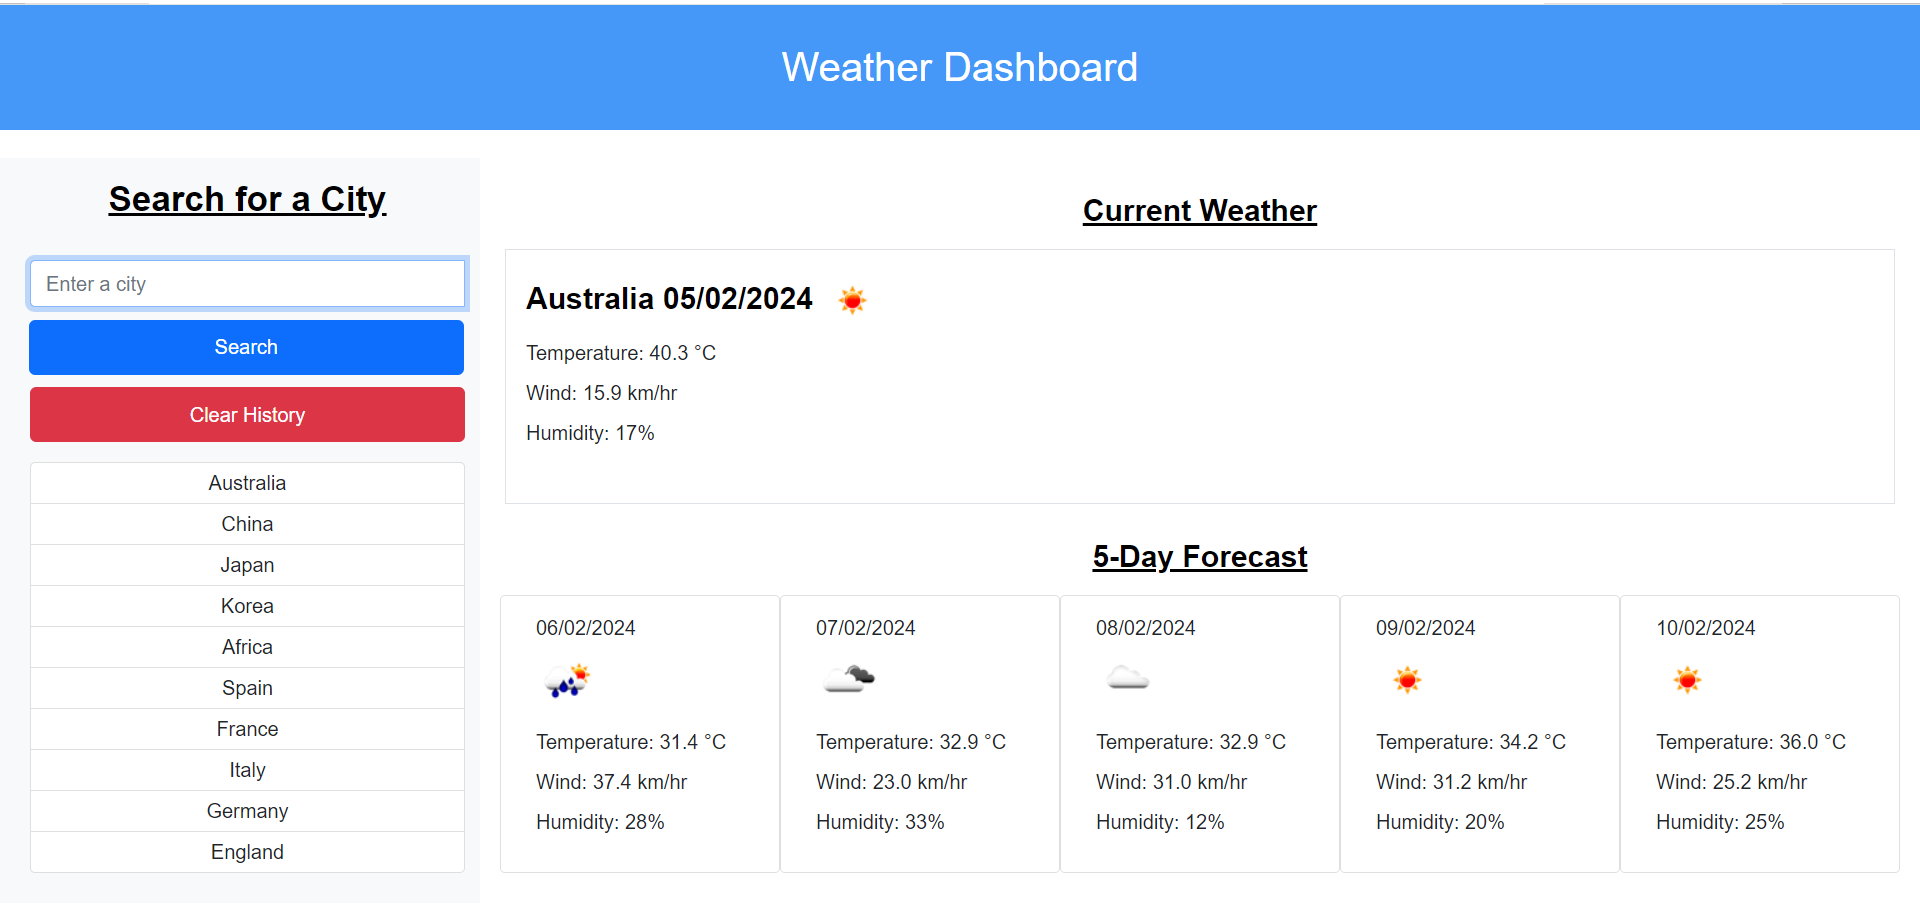 Weather Dashboard
Search for a City
Enter a city
Search
Clear History
Australia
China
Japan
Korea
Africa
Spain
France
Italy
Germany
England
Current Weather
Australia 05/02/2024
Temperature: 40.3 °C
Wind: 15.9 km/hr
Humidity: 17%
5-Day Forecast
06/02/2024
Temperature: 31.4 °C
Wind: 37.4 km/hr
Humidity: 28%
07/02/2024
Temperature: 32.9 °C
Wind: 23.0 km/hr
Humidity: 33%
08/02/2024
Temperature: 32.9 °C
Wind: 31.0 km/hr
Humidity: 12%
09/02/2024
Temperature: 34.2 °C
Wind: 31.2 km/hr
Humidity: 20%
10/02/2024
Temperature: 36.0 °C
Wind: 25.2 km/hr
Humidity: 25%